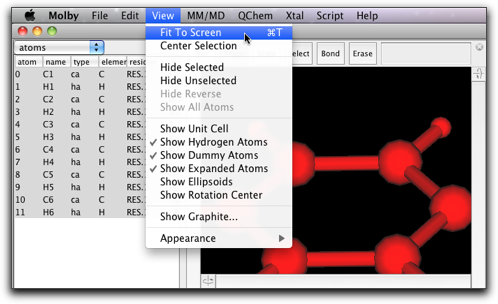 Molby File Edit View MM/MD QChem Xtal Script Help
atoms
atom name type elemer
0 C1 ca C RES.
1 H1 ha H RES.
2 C2 ca C RES.
3 H2 ha H RES.
4 C3 ca C RES.
5 H3 ha H RES.
6 C4 ca C RES.
7 H4 ha H RES.
8 C5 ca C RES.
9 H5 ha H RES.
10 C6 ca C RES.
11 H6 ha H RES.
Fit To Screen ⌘T
Center Selection
Hide Selected
Hide Unselected
Hide Reverse
Show All Atoms
Show Unit Cell
✓ Show Hydrogen Atoms
✓ Show Dummy Atoms
✓ Show Expanded Atoms
Show Ellipsoids
Show Rotation Center
Show Graphite...
Appearance
lect Bond Erase